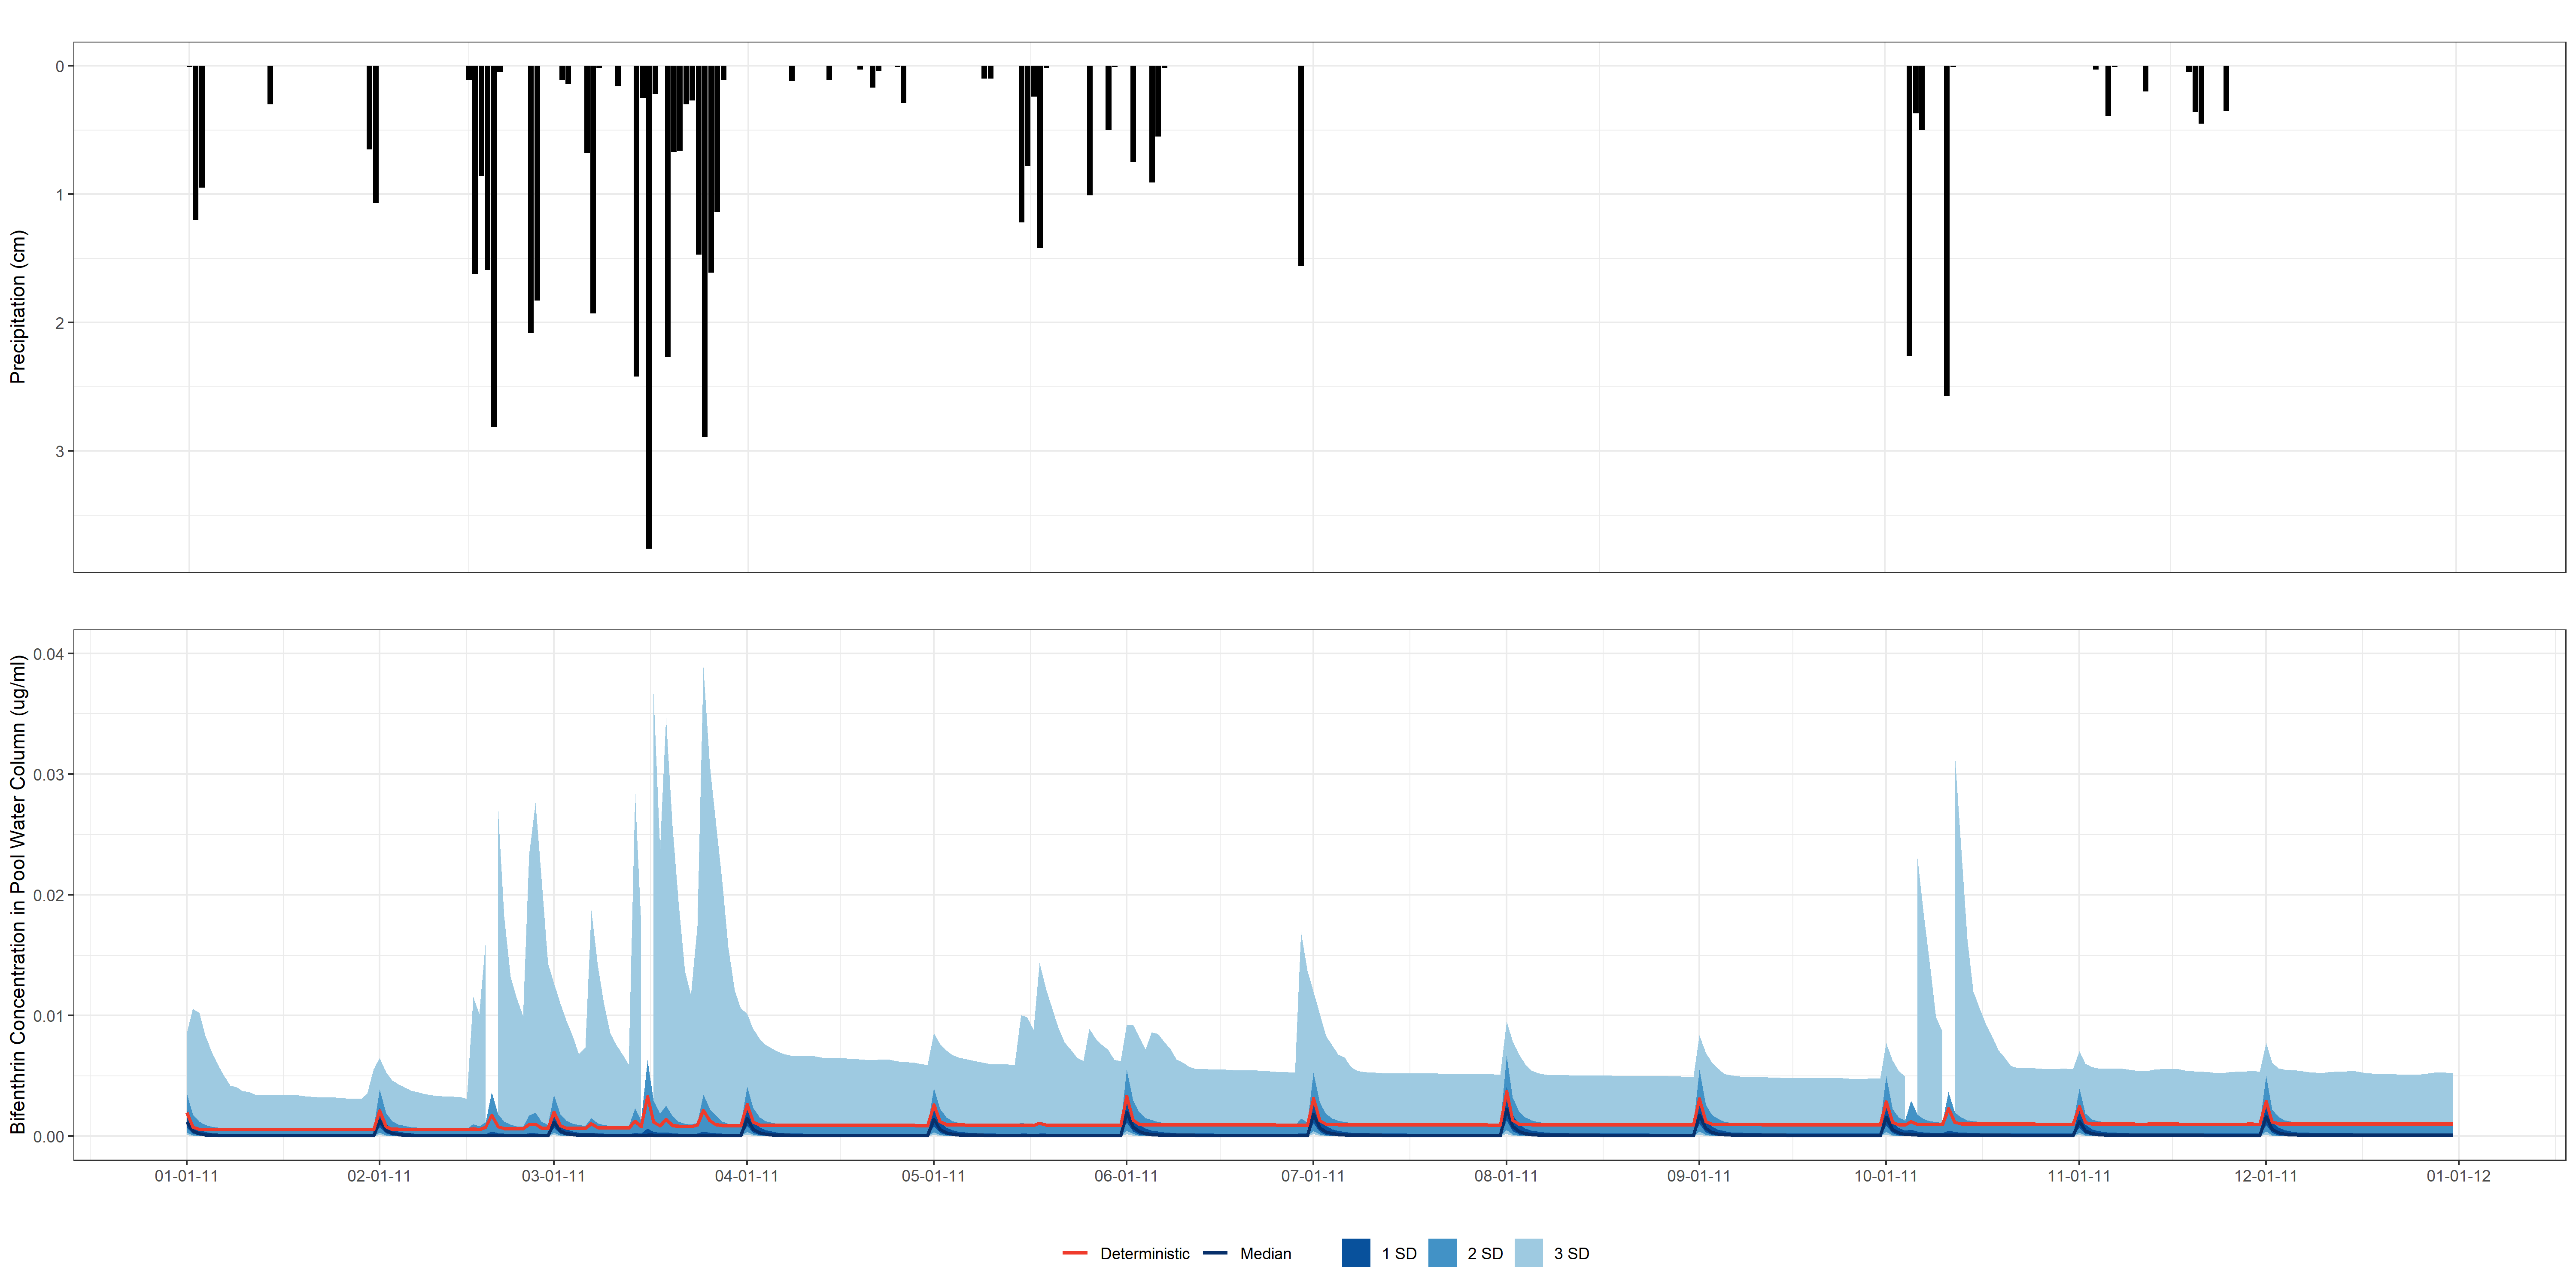 Precipitation (cm)
0
1
2
3
Bifenthrin Concentration in Pool Water Column (ug/ml)
0.04
0.03
0.02
0.01
0.00
01-01-11 02-01-11 03-01-11 04-01-11 05-01-11 06-01-11 07-01-11 08-01-11 09-01-11 10-01-11 11-01-11 12-01-11 01-01-12
Deterministic Median 1 SD 2 SD 3 SD